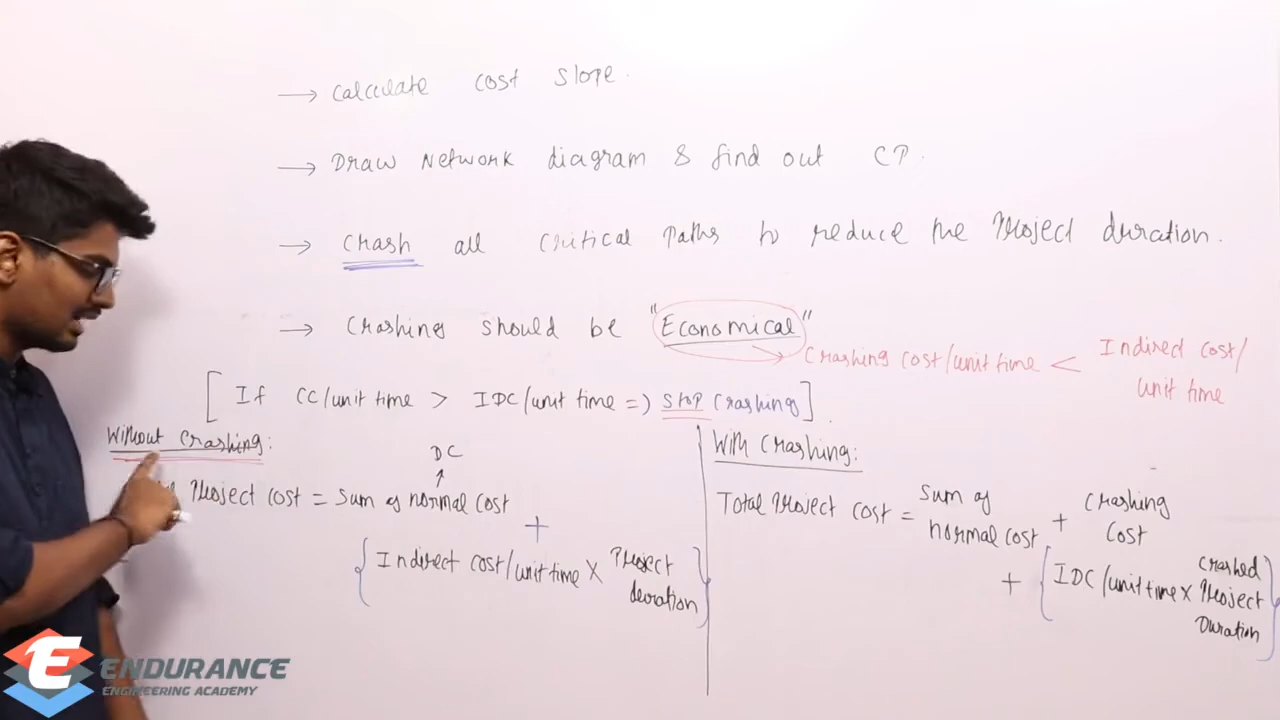 → Calculate cost slope.
→ Draw Network diagram & find out CP.
→ Crash all Critical Paths to reduce the Project duration.
→ Crashing should be "Economical"
→ Crashing cost/unit time < Indirect cost/
unit time
[If CC/unit time > IDC/unit time => Stop Crashing].
Without Crashing:
DC
↑
Project cost = Sum of normal cost
+
{Indirect cost/unit time X Project
duration}
With Crashing:
Total Project cost = Sum of
normal cost + Crashing
Cost
+ {IDC/unit time X Crashed
Project
Duration}
ENDURANCE
ENGINEERING ACADEMY